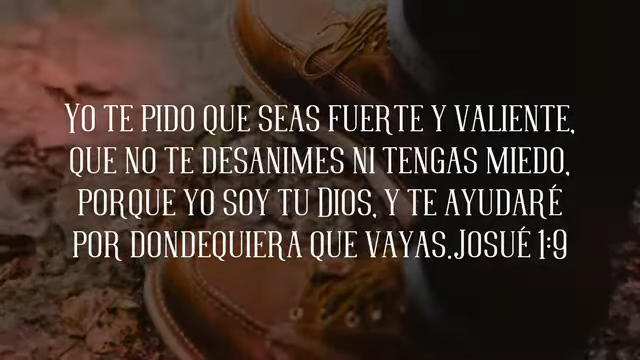 Yo te pido que seas fuerte y valiente,
que no te desanimes ni tengas miedo,
porque yo soy tu Dios, y te ayudaré
por dondequiera que vayas.Josué 1:9